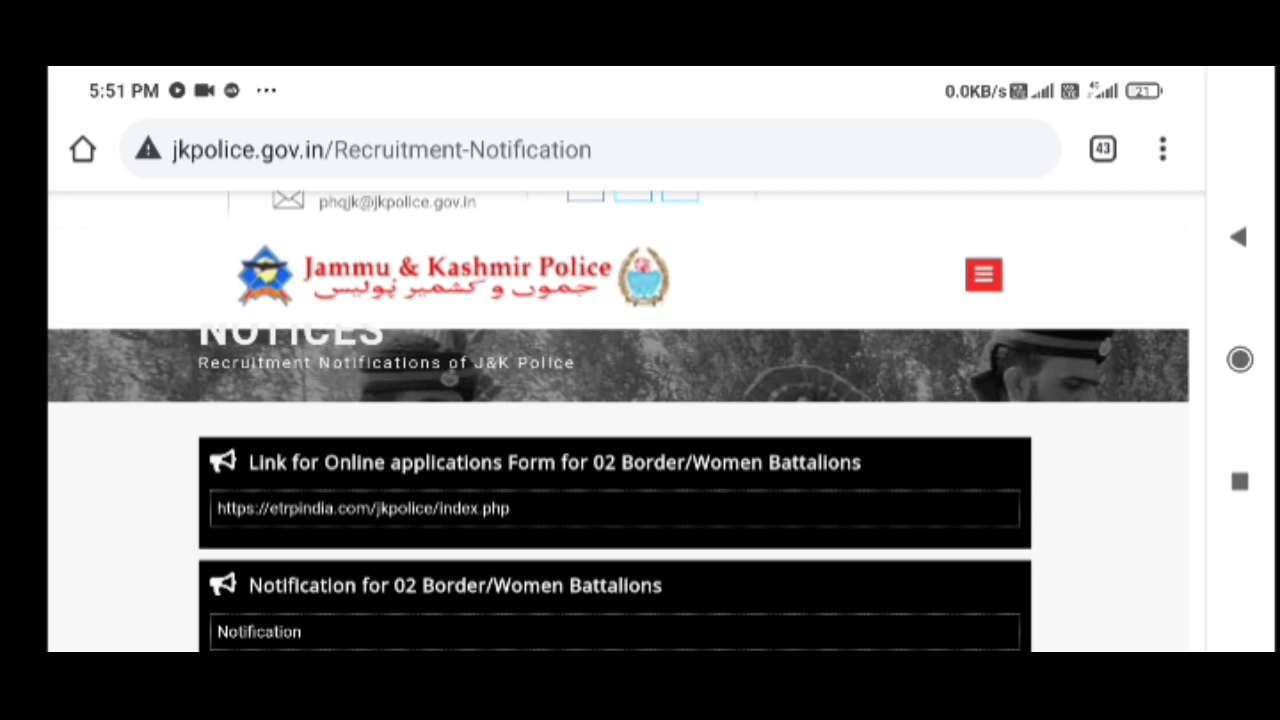 5:51 PM ...
0.0KB/s 4G 21
jkpolice.gov.in/Recruitment-Notification
43
phqjk@jkpolice.gov.in
Jammu & Kashmir Police
جموں و کشمیر پولیس
NOTICES
Recruitment Notifications of J&K Police
Link for Online applications Form for 02 Border/Women Battalions
https://etrpindia.com/jkpolice/index.php
Notification for 02 Border/Women Battalions
Notification